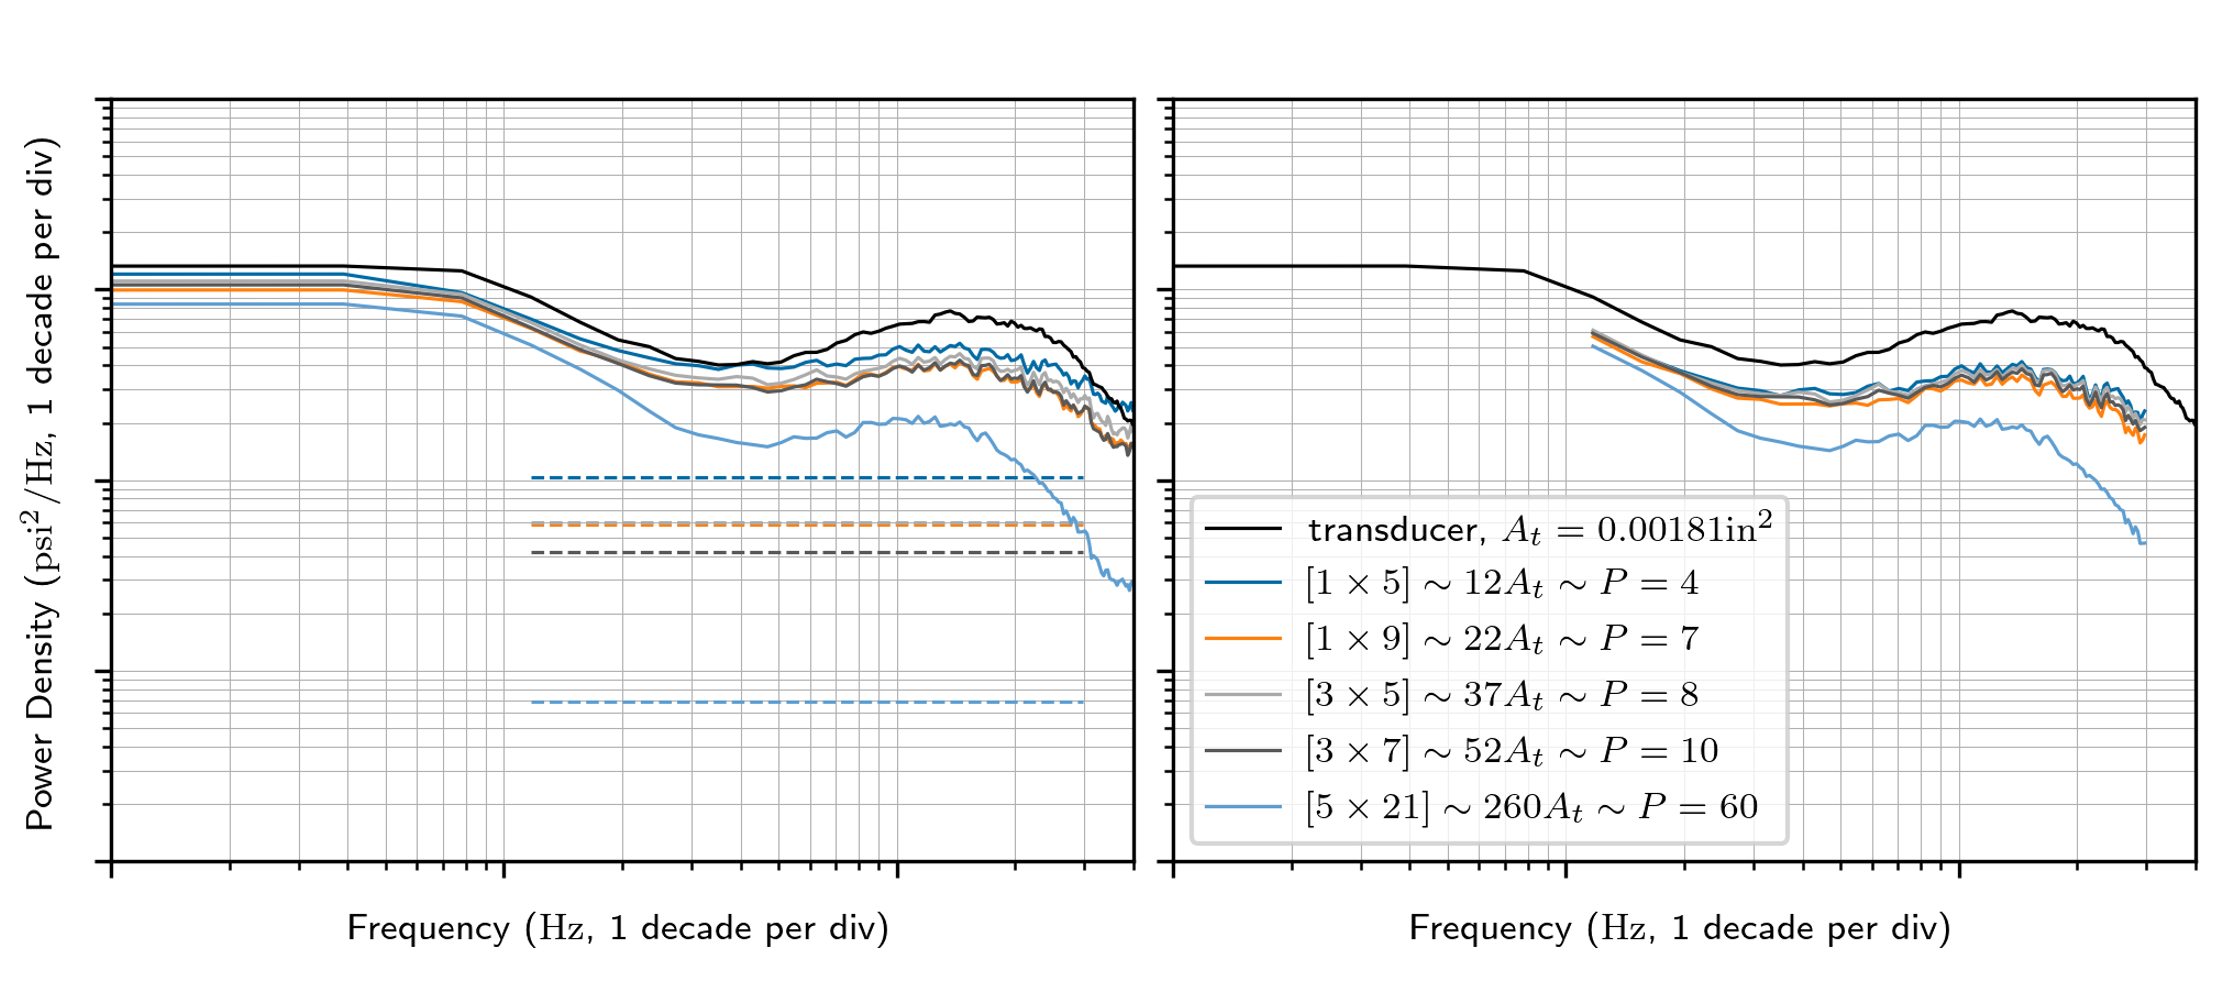 Power Density (psi²/Hz, 1 decade per div)
Frequency (Hz, 1 decade per div)
transducer, Aₜ = 0.00181in²
[1 × 5] ∼ 12Aₜ ∼ P = 4
[1 × 9] ∼ 22Aₜ ∼ P = 7
[3 × 5] ∼ 37Aₜ ∼ P = 8
[3 × 7] ∼ 52Aₜ ∼ P = 10
[5 × 21] ∼ 260Aₜ ∼ P = 60
Frequency (Hz, 1 decade per div)